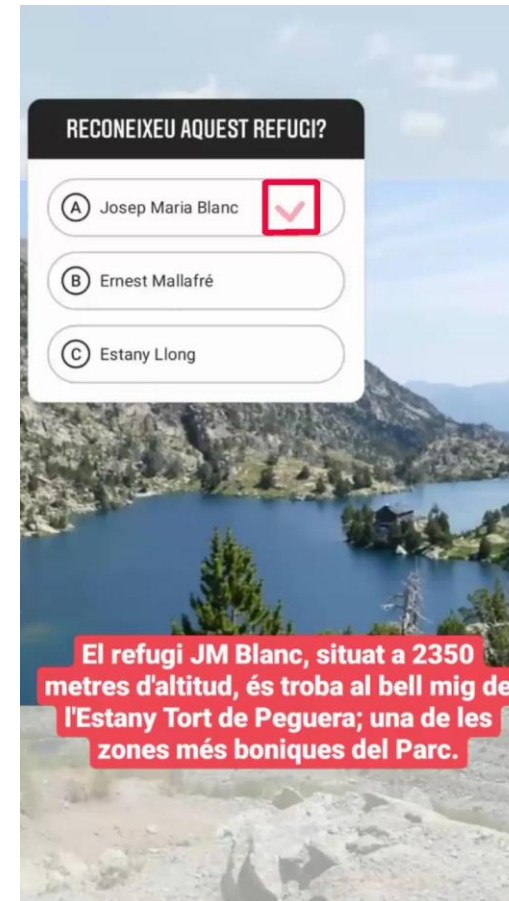 RECONEIXEU AQUEST REFUGI?
A Josep Maria Blanc
B Ernest Mallafré
C Estany Llong
El refugi JM Blanc, situat a 2350
metres d'altitud, és troba al bell mig de
l'Estany Tort de Peguera; una de les
zones més boniques del Parc.